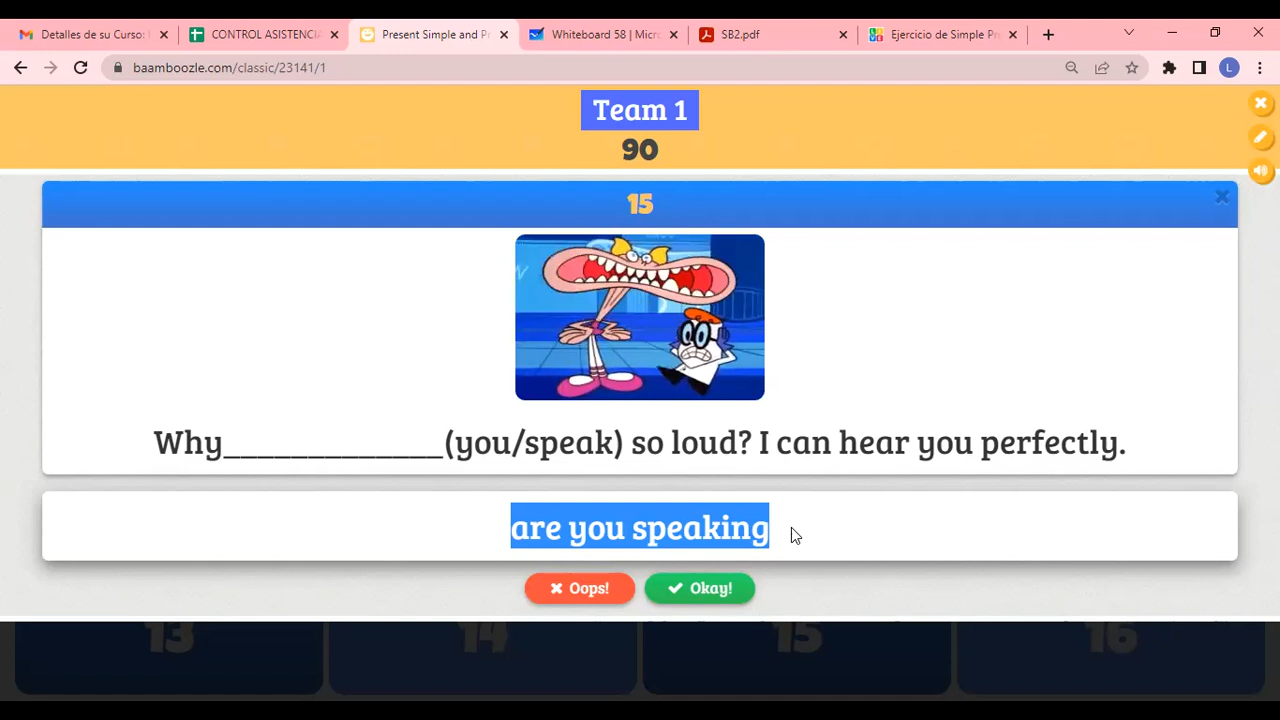 Detalles de su Curso:
CONTROL ASISTENCIA
Present Simple and P
Whiteboard 58 | Micr
SB2.pdf
Ejercicio de Simple Pr
baamboozle.com/classic/23141/1
L
Team 1
90
15
Why_____________(you/speak) so loud? I can hear you perfectly.
are you speaking
Oops!
Okay!
13
14
15
16